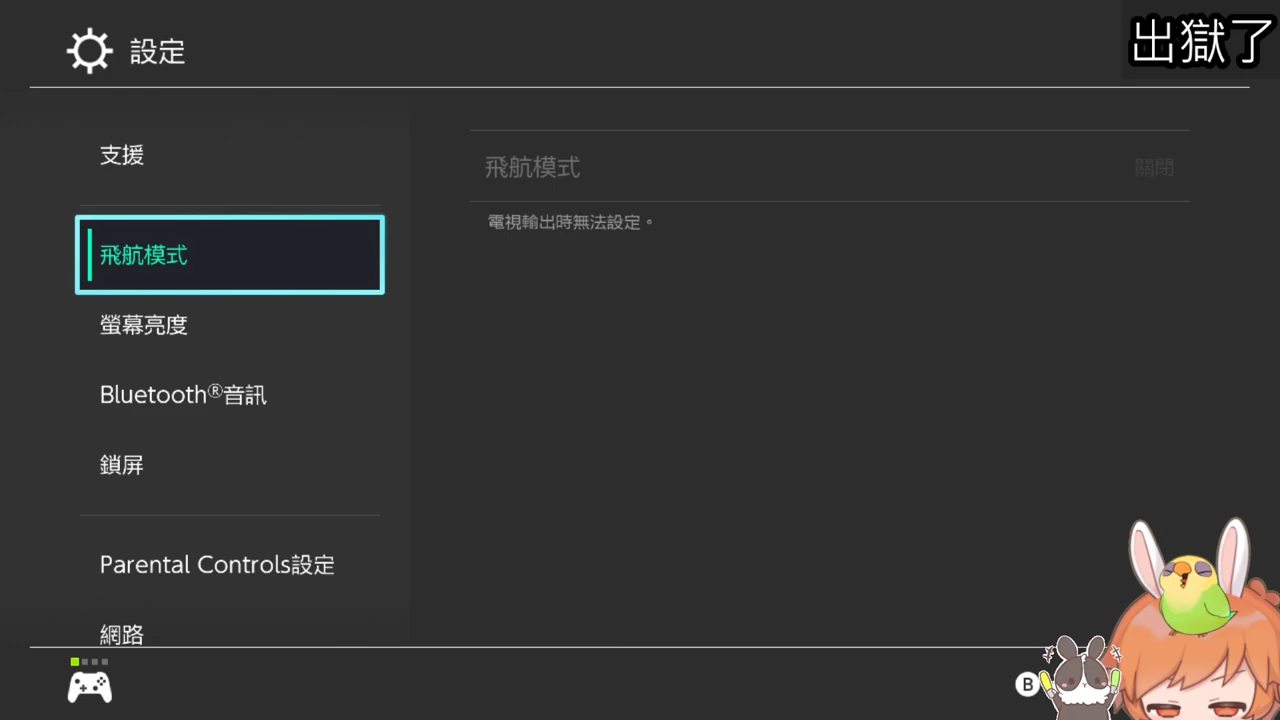 設定
出獄了
支援
飛航模式
螢幕亮度
Bluetooth®音訊
鎖屏
Parental Controls設定
網路
飛航模式
關閉
電視輸出時無法設定。
B